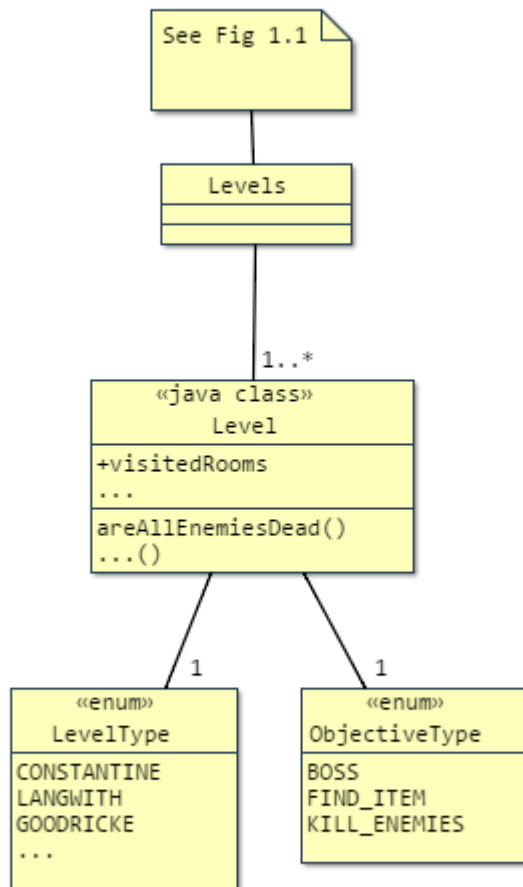 See Fig 1.1
Levels
1..*
«java class»
Level
+visitedRooms
...
areAllEnemiesDead()
...()
1
1
«enum»
LevelType
CONSTANTINE
LANGWITH
GOODRICKE
...
«enum»
ObjectiveType
BOSS
FIND_ITEM
KILL_ENEMIES